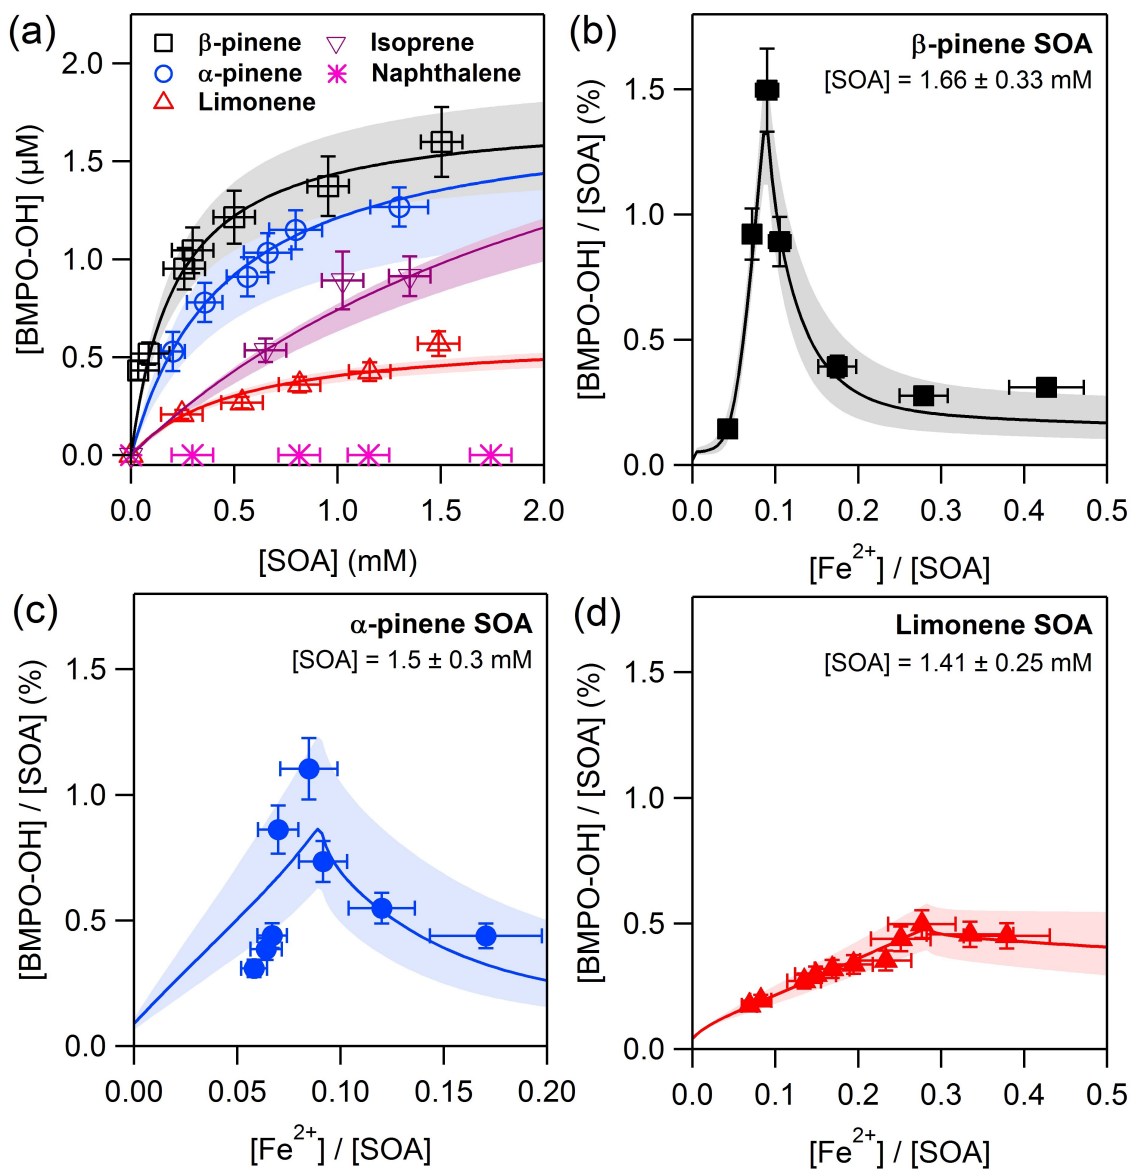 (a)
β-pinene
Isoprene
α-pinene
Naphthalene
Limonene
2.0
1.5
1.0
0.5
0.0
[BMPO-OH] (μM)
0.0 0.5 1.0 1.5 2.0
[SOA] (mM)
(b)
β-pinene SOA
[SOA] = 1.66 ± 0.33 mM
1.5
1.0
0.5
0.0
[BMPO-OH] / [SOA] (%)
0.0 0.1 0.2 0.3 0.4 0.5
[Fe²⁺] / [SOA]
(c)
α-pinene SOA
[SOA] = 1.5 ± 0.3 mM
1.5
1.0
0.5
0.0
[BMPO-OH] / [SOA] (%)
0.00 0.05 0.10 0.15 0.20
[Fe²⁺] / [SOA]
(d)
Limonene SOA
[SOA] = 1.41 ± 0.25 mM
1.5
1.0
0.5
0.0
[BMPO-OH] / [SOA] (%)
0.0 0.1 0.2 0.3 0.4 0.5
[Fe²⁺] / [SOA]